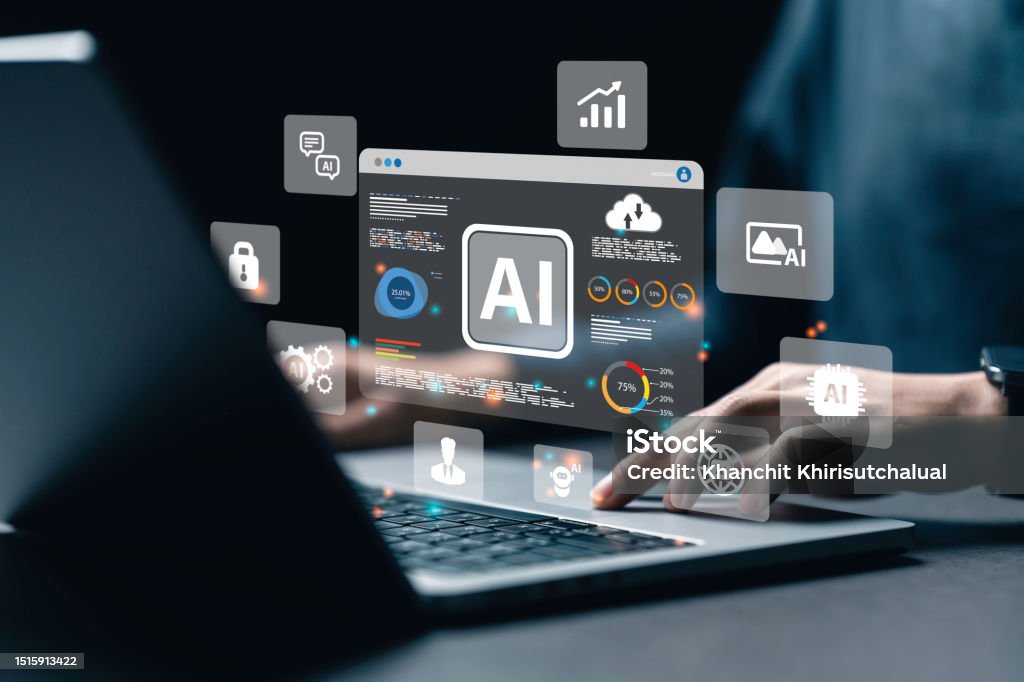 AI
AI
25.01%
50%
80%
55%
75%
AI
AI
75%
20%
20%
20%
35%
AI
AI
iStock™
Credit: Khanchit Khirisutchalual
1515913422